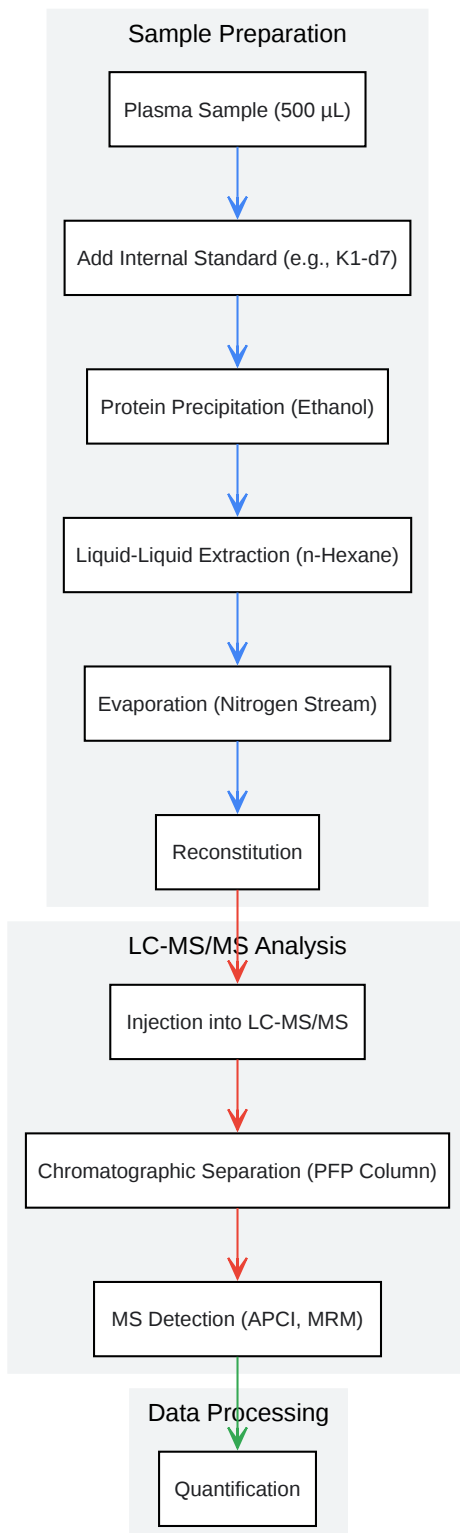 Sample Preparation
Plasma Sample (500 µL)
Add Internal Standard (e.g., K1-d7)
Protein Precipitation (Ethanol)
Liquid-Liquid Extraction (n-Hexane)
Evaporation (Nitrogen Stream)
Reconstitution
LC-MS/MS Analysis
Injection into LC-MS/MS
Chromatographic Separation (PFP Column)
MS Detection (APCI, MRM)
Data Processing
Quantification